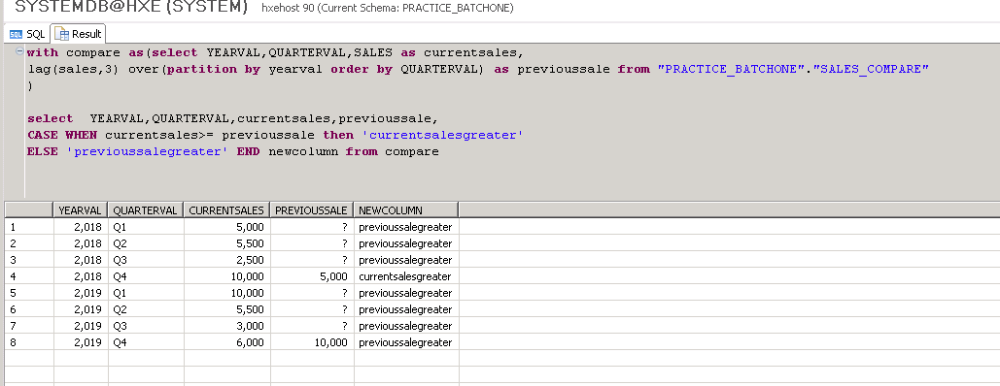 SYSTEMDB@HXE (SYSTEM) hxehost 90 (Current Schema: PRACTICE_BATCHONE)
SQL SQL Result
with compare as(select YEARVAL,QUARTERVAL,SALES as currentsales,
lag(sales,3) over(partition by yearval order by QUARTERVAL) as previoussale from "PRACTICE_BATCHONE"."SALES_COMPARE"
)
select YEARVAL,QUARTERVAL,currentsales,previoussale,
CASE WHEN currentsales>= previoussale then 'currentsalesgreater'
ELSE 'previoussalegreater' END newcolumn from compare
YEARVAL QUARTERVAL CURRENTSALES PREVIOUSSALE NEWCOLUMN
1 2,018 Q1 5,000 ? previoussalegreater
2 2,018 Q2 5,500 ? previoussalegreater
3 2,018 Q3 2,500 ? previoussalegreater
4 2,018 Q4 10,000 5,000 currentsalesgreater
5 2,019 Q1 10,000 ? previoussalegreater
6 2,019 Q2 5,500 ? previoussalegreater
7 2,019 Q3 3,000 ? previoussalegreater
8 2,019 Q4 6,000 10,000 previoussalegreater